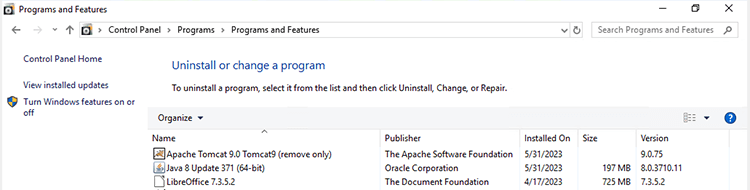 Programs and Features
Control Panel > Programs > Programs and Features
Search Programs and Features
Control Panel Home
View installed updates
Turn Windows features on or
off
Uninstall or change a program
To uninstall a program, select it from the list and then click Uninstall, Change, or Repair.
Organize
Name Publisher Installed On Size Version
Apache Tomcat 9.0 Tomcat9 (remove only) The Apache Software Foundation 5/31/2023 9.0.75
Java 8 Update 371 (64-bit) Oracle Corporation 5/31/2023 197 MB 8.0.3710.11
LibreOffice 7.3.5.2 The Document Foundation 4/17/2023 725 MB 7.3.5.2